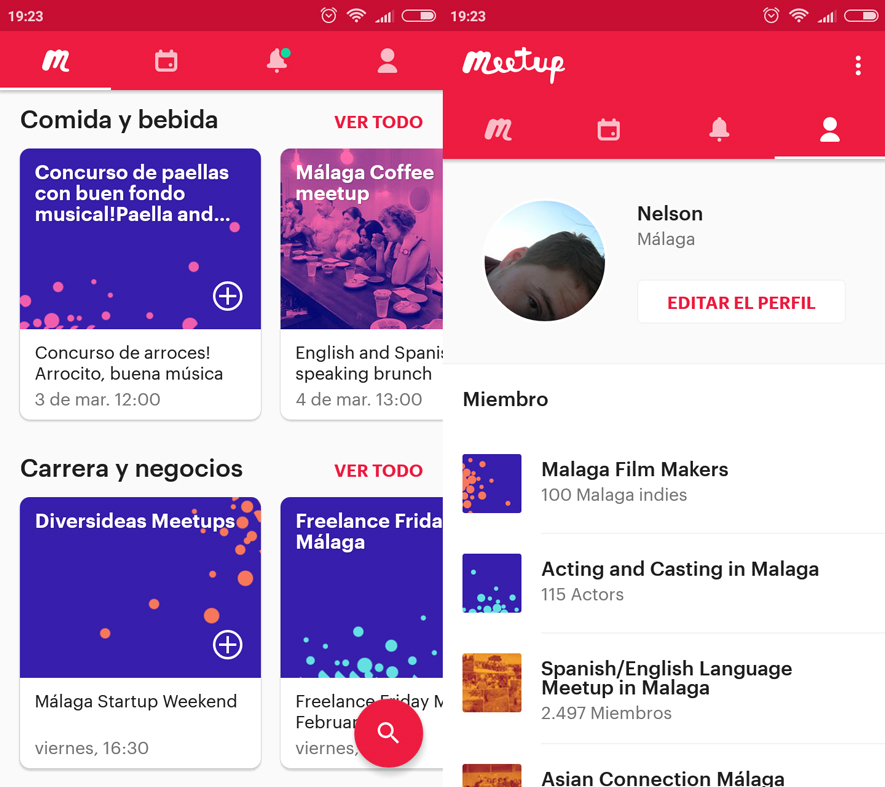 19:23
Comida y bebida
VER TODO
Concurso de paellas
con buen fondo
musical!Paella and...
Concurso de arroces!
Arrocito, buena música
3 de mar. 12:00
Málaga Coffee
meetup
English and Spanis
speaking brunch
4 de mar. 13:00
Carrera y negocios
VER TODO
Diversideas Meetups
Málaga Startup Weekend
viernes, 16:30
Freelance Frida
Málaga
Freelance Friday M
Februar
viernes,
19:23
meetup
Nelson
Málaga
EDITAR EL PERFIL
Miembro
Malaga Film Makers
100 Malaga indies
Acting and Casting in Malaga
115 Actors
Spanish/English Language
Meetup in Malaga
2.497 Miembros
Asian Connection Málaga